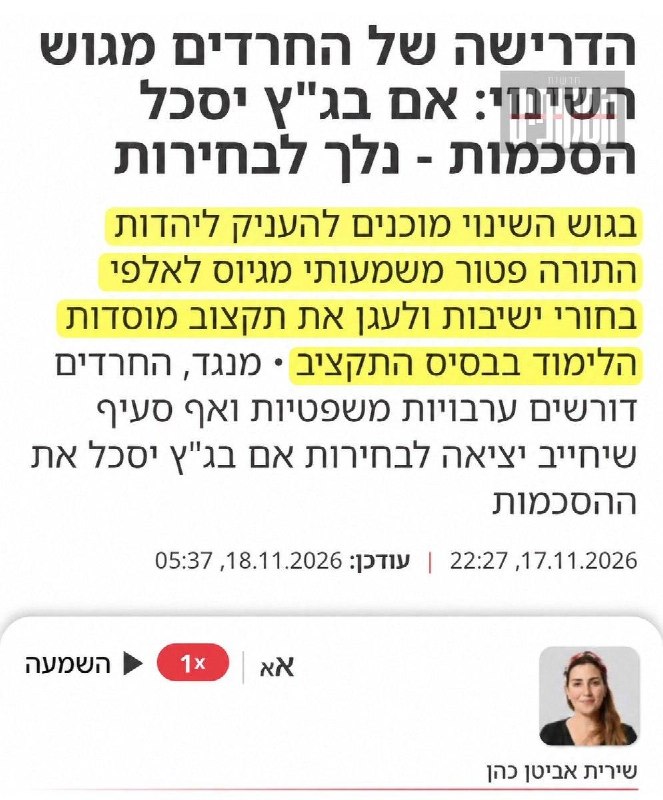 הדרישה של החרדים מגוש
השינוי: אם בג"ץ יסכל
הסכמות - נלך לבחירות
בגוש השינוי מוכנים להעניק ליהדות
התורה פטור משמעותי מגיוס לאלפי
בחורי ישיבות ולעגן את תקצוב מוסדות
הלימוד בבסיס התקציב • מנגד, החרדים
דורשים ערבויות משפטיות ואף סעיף
שיחייב יציאה לבחירות אם בג"ץ יסכל את
ההסכמות
17.11.2026, 22:27 | עודכן: 18.11.2026, 05:37
אא 1x השמעה
שירית אביטן כהן